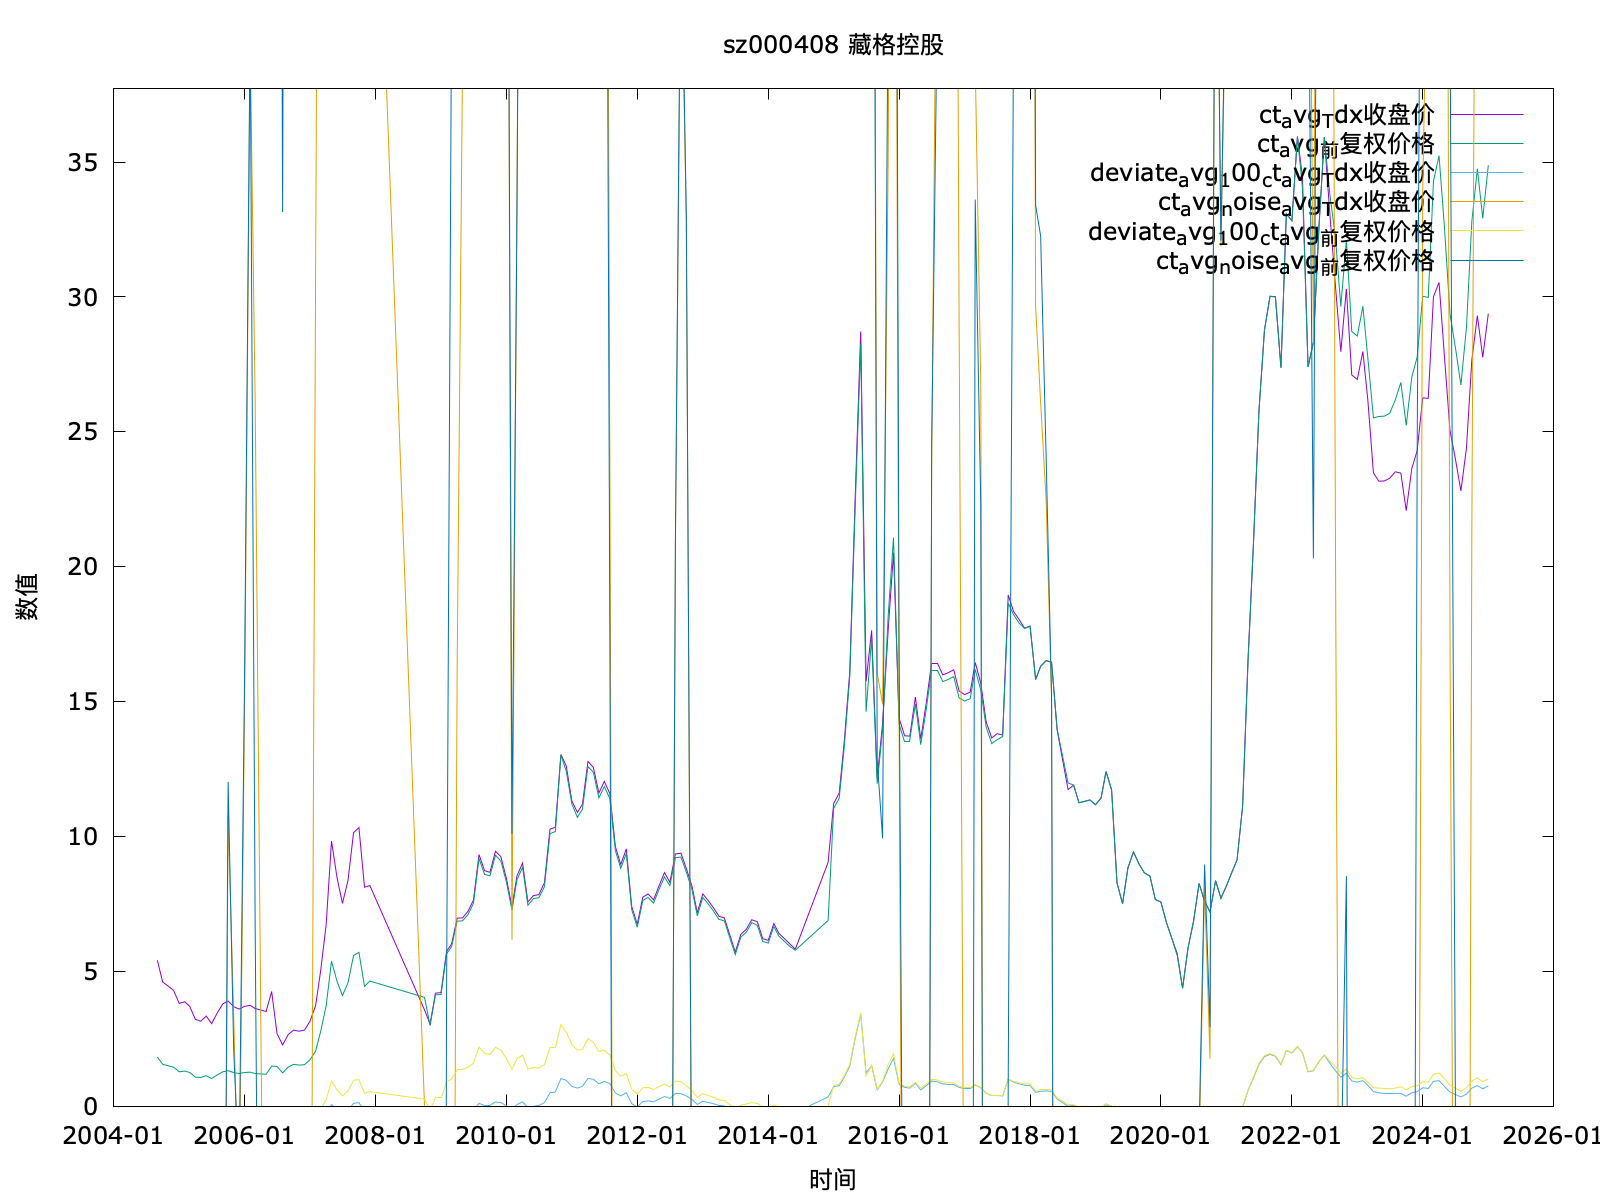 sz000408 藏格控股
ct_avg_Tdx收盘价
ct_avg_前复权价格
deviate_avg_100_ct_avg_Tdx收盘价
ct_avg_noise_avg_Tdx收盘价
deviate_avg_100_ct_avg_前复权价格
ct_avg_noise_avg_前复权价格
35
30
25
20
15
10
5
0
数值
2004-01 2006-01 2008-01 2010-01 2012-01 2014-01 2016-01 2018-01 2020-01 2022-01 2024-01 2026-01
时间